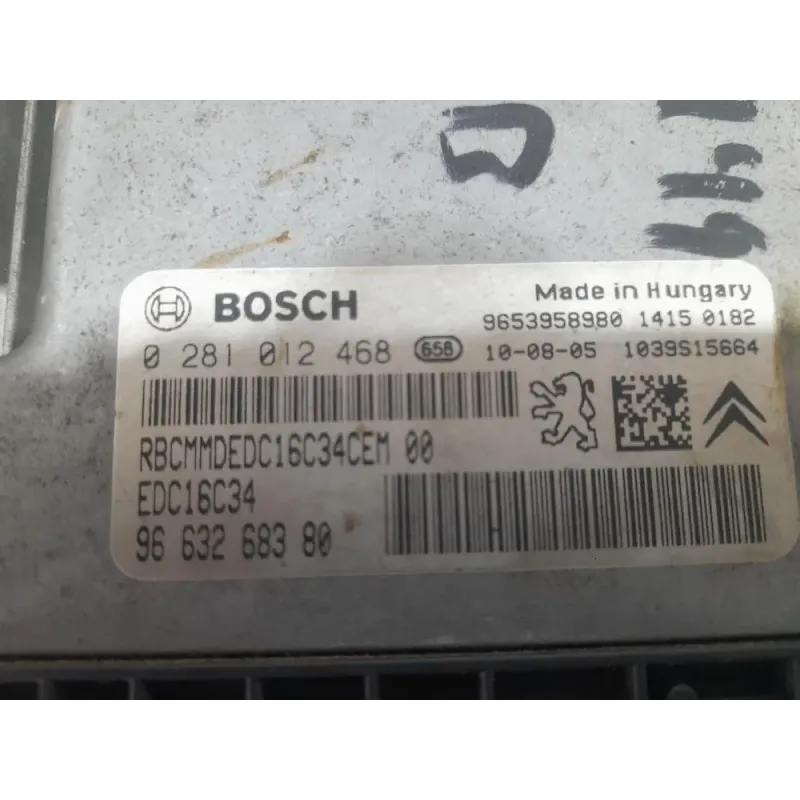 BOSCH
Made in Hungary
9653958980 1415 0182
0 281 012 468 658 10-08-05 1039S15664
RBCMMDEDC16C34CEM 00
EDC16C34
96 632 683 80